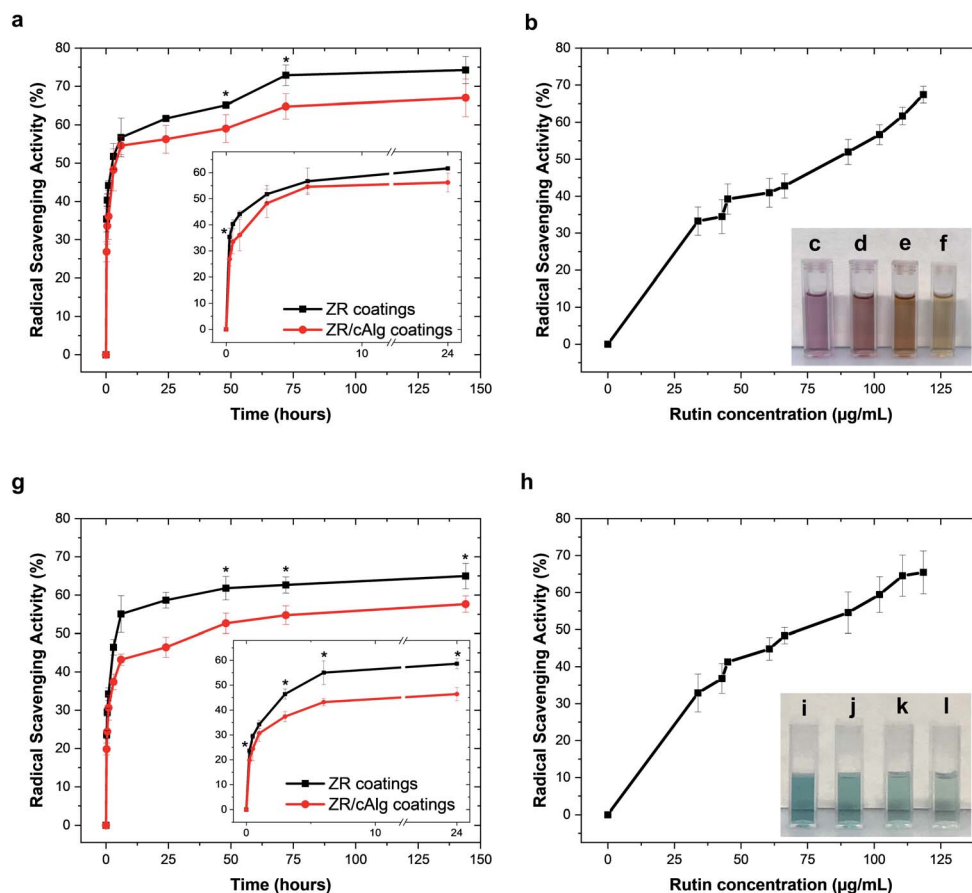 a
Radical Scavenging Activity (%)
80
70
60
50
40
30
20
10
0
*
*
60
50
40
30
20
10
0
*
ZR coatings
ZR/cAlg coatings
0 10 24
0 25 50 75 100 125 150
Time (hours)
b
Radical Scavenging Activity (%)
80
70
60
50
40
30
20
10
0
c d e f
0 25 50 75 100 125
Rutin concentration (µg/mL)
g
Radical Scavenging Activity (%)
80
70
60
50
40
30
20
10
0
* * *
60
50
40
30
20
10
0
* * * *
ZR coatings
ZR/cAlg coatings
0 10 24
0 25 50 75 100 125 150
Time (hours)
h
Radical Scavenging Activity (%)
80
70
60
50
40
30
20
10
0
i j k l
0 25 50 75 100 125
Rutin concentration (µg/mL)